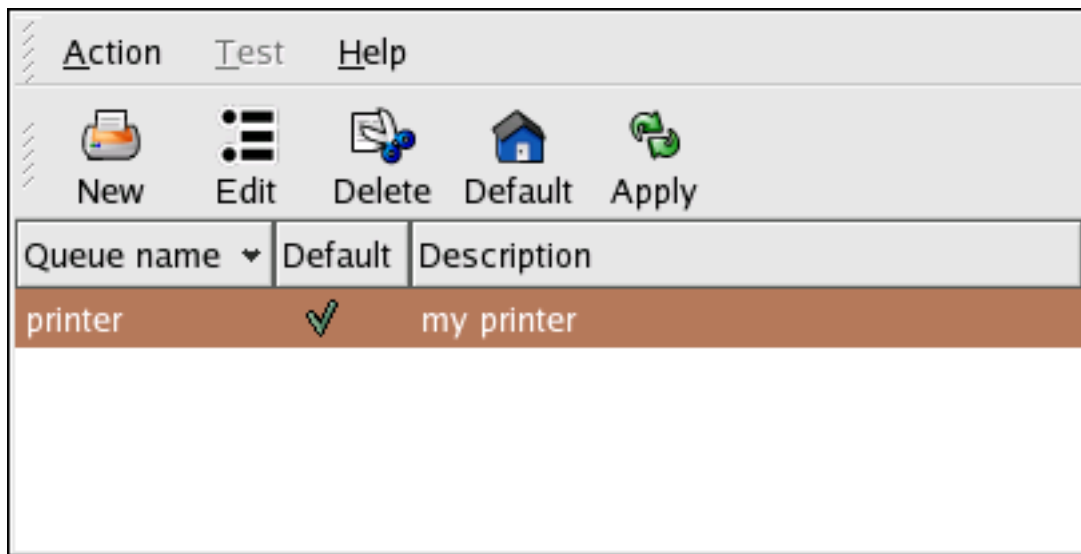 Action Test Help
New Edit Delete Default Apply
Queue name Default Description
printer my printer